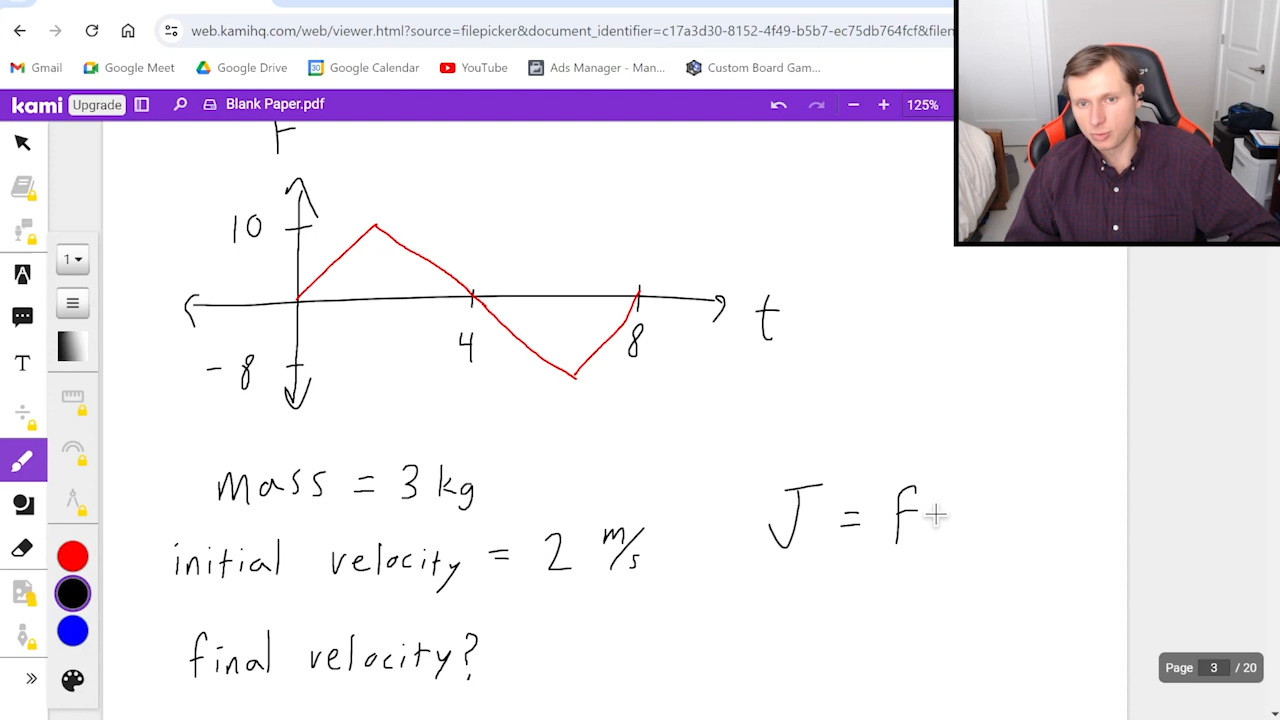 web.kamihq.com/web/viewer.html?source=filepicker&document_identifier=c17a3d30-8152-4f49-b5b7-ec75db764fcf&filen
Gmail Google Meet Google Drive 30 Google Calendar YouTube Ads Manager - Man... Custom Board Gam...
kami Upgrade Blank Paper.pdf 125%
F
10
4
8
t
- 8
1
mass = 3 kg
initial velocity = 2 m/s
J = F
final velocity?
Page 3 / 20